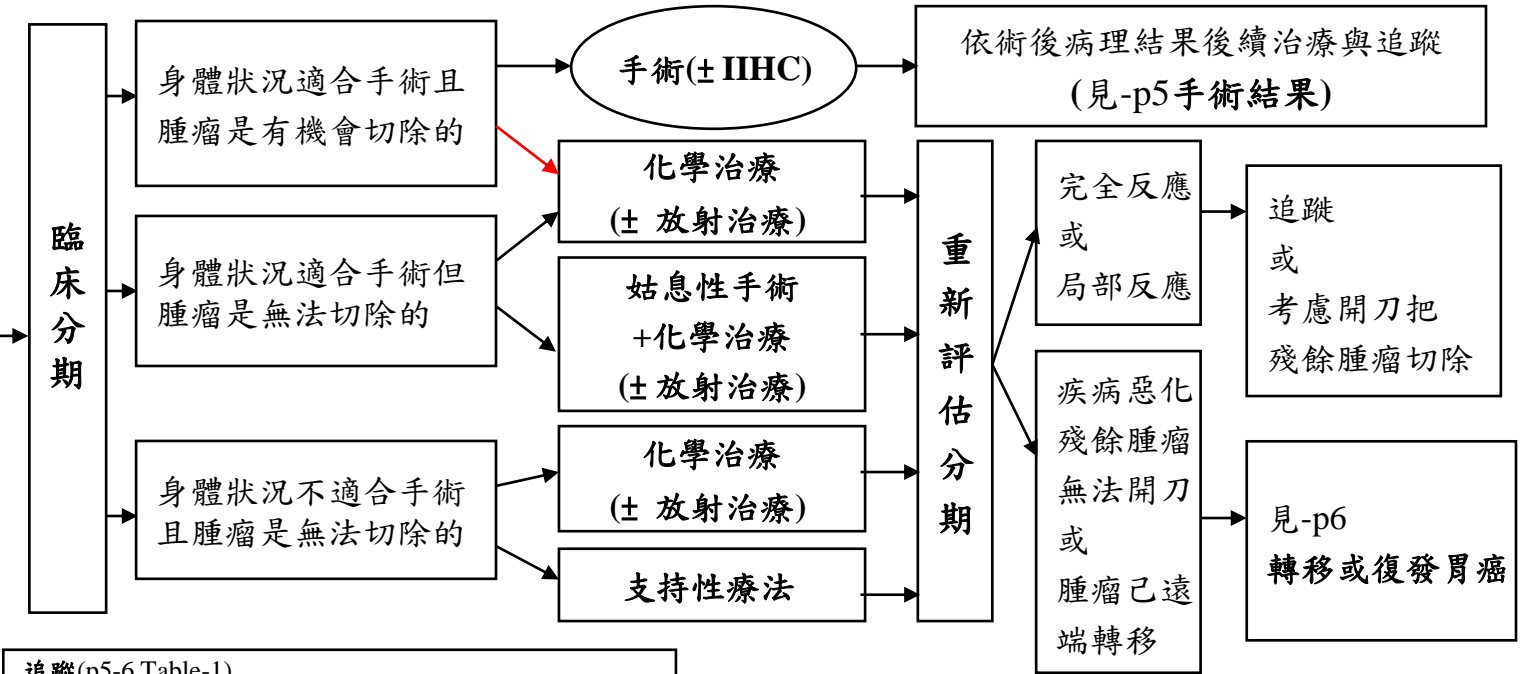 臨
床
分
期
身體狀況適合手術且
腫瘤是有機會切除的
手術(± IIHC)
依術後病理結果後續治療與追蹤
(見-p5手術結果)
身體狀況適合手術但
腫瘤是無法切除的
化學治療
(± 放射治療)
姑息性手術
+化學治療
(± 放射治療)
身體狀況不適合手術
且腫瘤是無法切除的
化學治療
(± 放射治療)
支持性療法
重
新
評
估
分
期
完全反應
或
局部反應
追蹤
或
考慮開刀把
殘餘腫瘤切除
疾病惡化
殘餘腫瘤
無法開刀
或
腫瘤己遠
端轉移
見-p6
轉移或復發胃癌
追蹤(p5-6 Table-1)